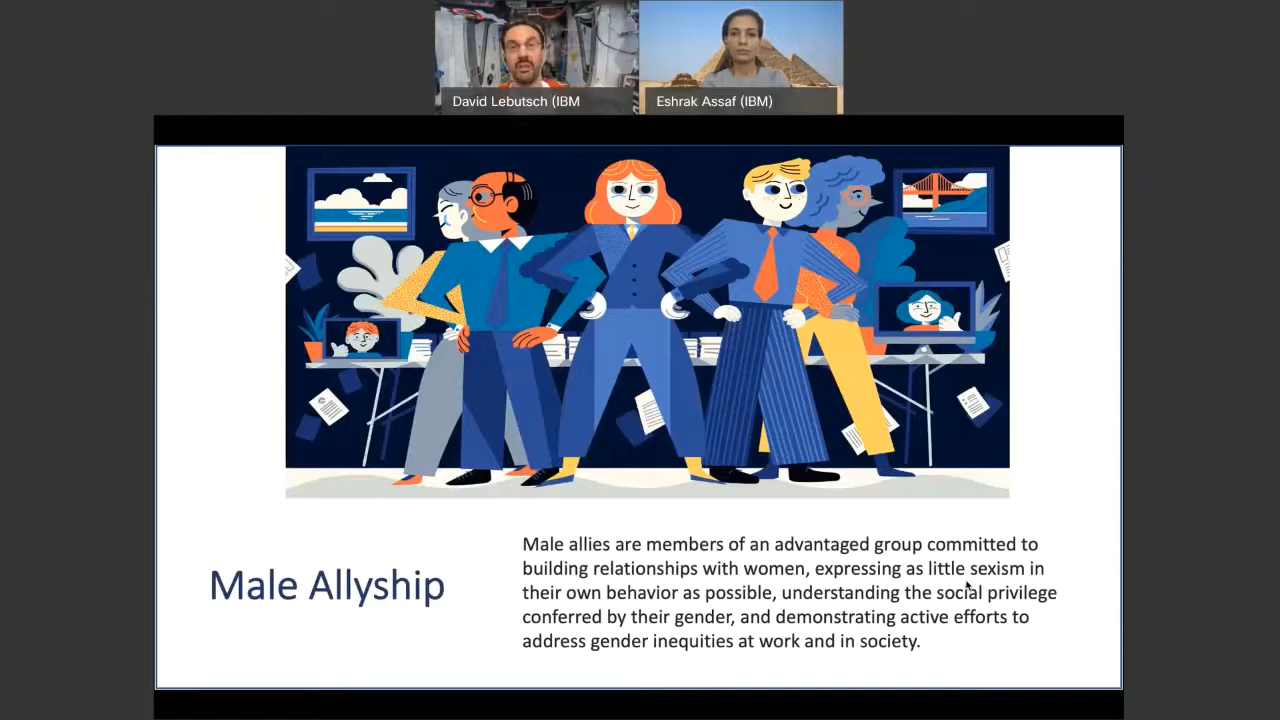 David Lebutsch (IBM
Eshrak Assaf (IBM)
Male Allyship
Male allies are members of an advantaged group committed to
building relationships with women, expressing as little sexism in
their own behavior as possible, understanding the social privilege
conferred by their gender, and demonstrating active efforts to
address gender inequities at work and in society.